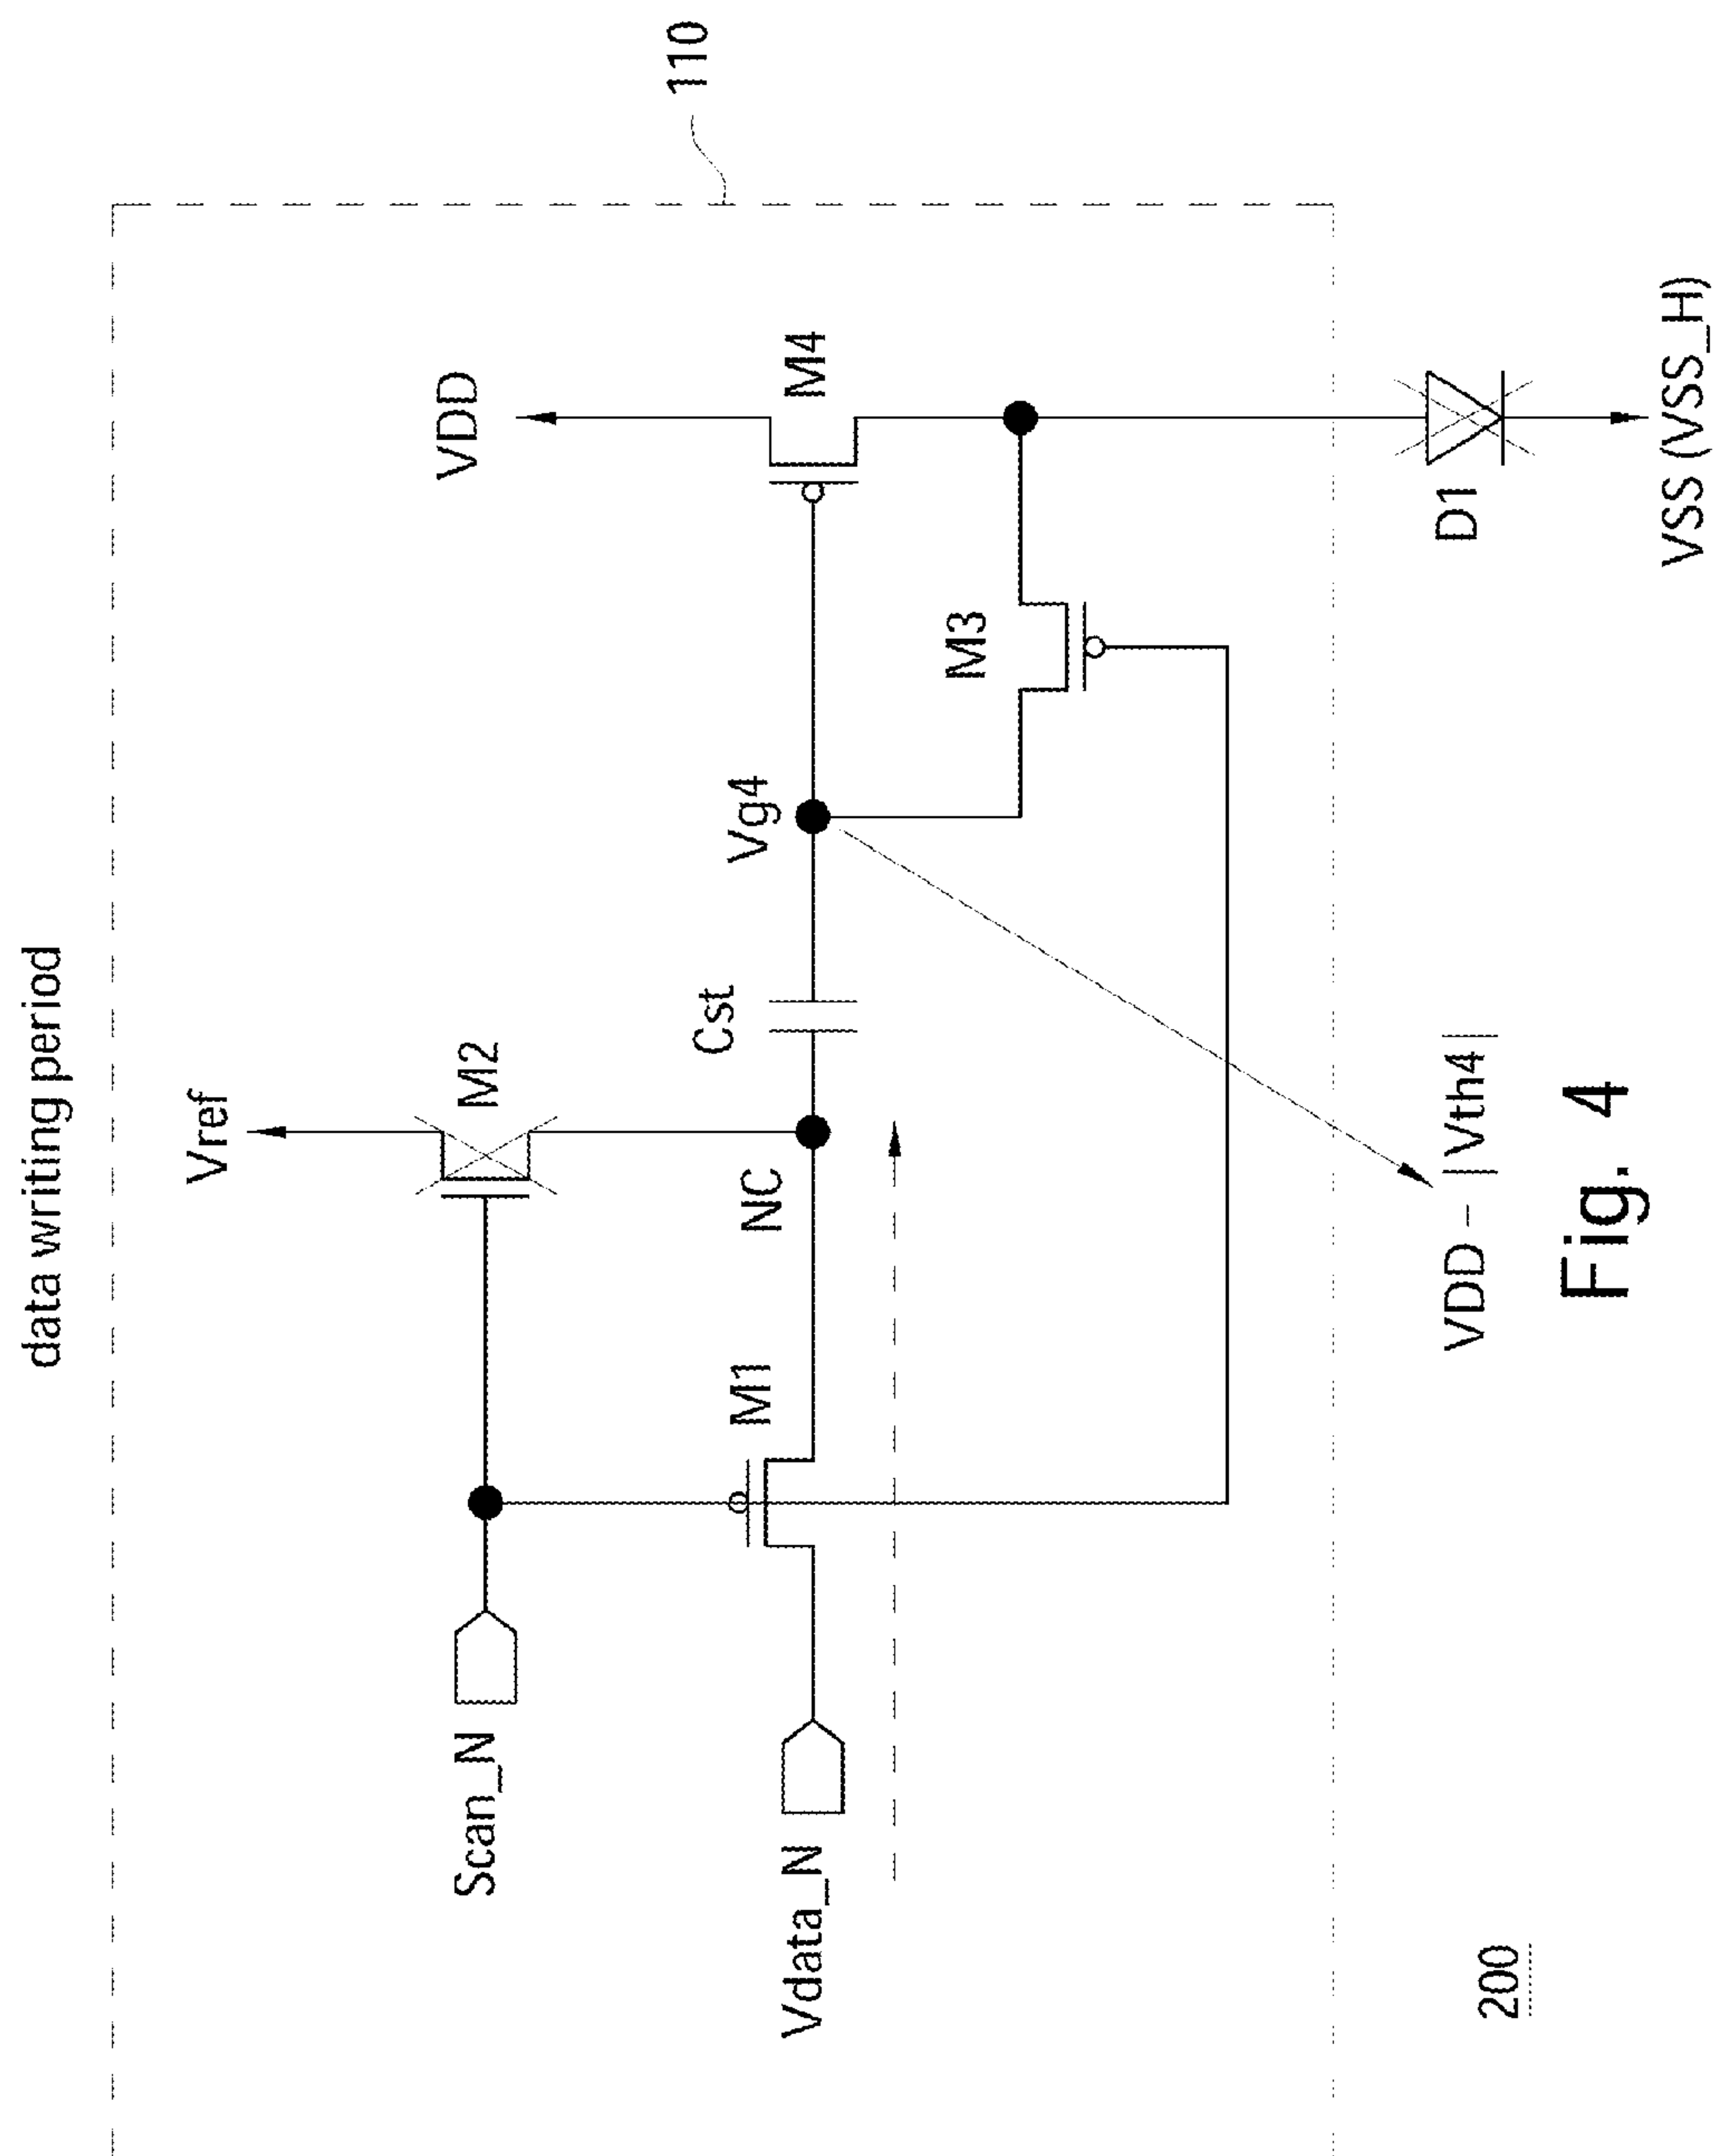 data writing period
110
Vref
VDD
M2
M4
Scan_N
Cst
Vg4
M1
NC
M3
Vdata_N
D1
VDD - |Vth4|
VSS (VSS_H)
200
Fig. 4